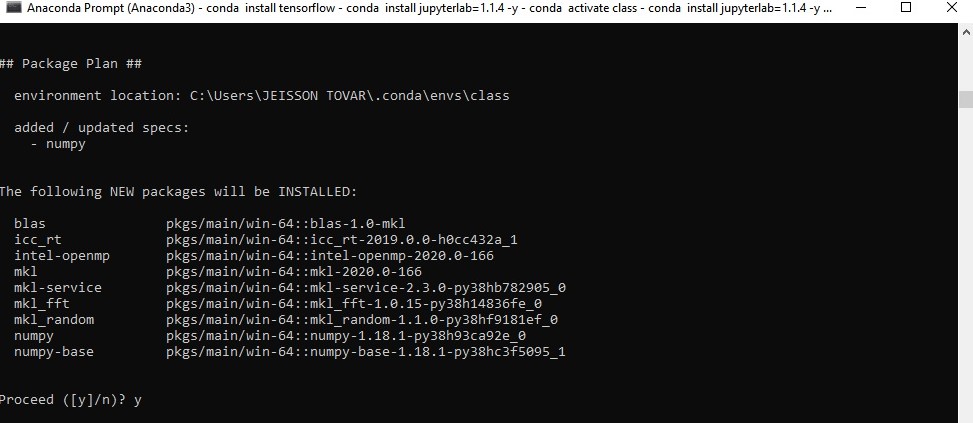 Anaconda Prompt (Anaconda3) - conda install tensorflow - conda install jupyterlab=1.1.4 -y - conda activate class - conda install jupyterlab=1.1.4 -y ...
## Package Plan ##
environment location: C:\Users\JEISSON TOVAR\.conda\envs\class
added / updated specs:
- numpy
The following NEW packages will be INSTALLED:
blas pkgs/main/win-64::blas-1.0-mkl
icc_rt pkgs/main/win-64::icc_rt-2019.0.0-h0cc432a_1
intel-openmp pkgs/main/win-64::intel-openmp-2020.0-166
mkl pkgs/main/win-64::mkl-2020.0-166
mkl-service pkgs/main/win-64::mkl-service-2.3.0-py38hb782905_0
mkl_fft pkgs/main/win-64::mkl_fft-1.0.15-py38h14836fe_0
mkl_random pkgs/main/win-64::mkl_random-1.1.0-py38hf9181ef_0
numpy pkgs/main/win-64::numpy-1.18.1-py38h93ca92e_0
numpy-base pkgs/main/win-64::numpy-base-1.18.1-py38hc3f5095_1
Proceed ([y]/n)? y